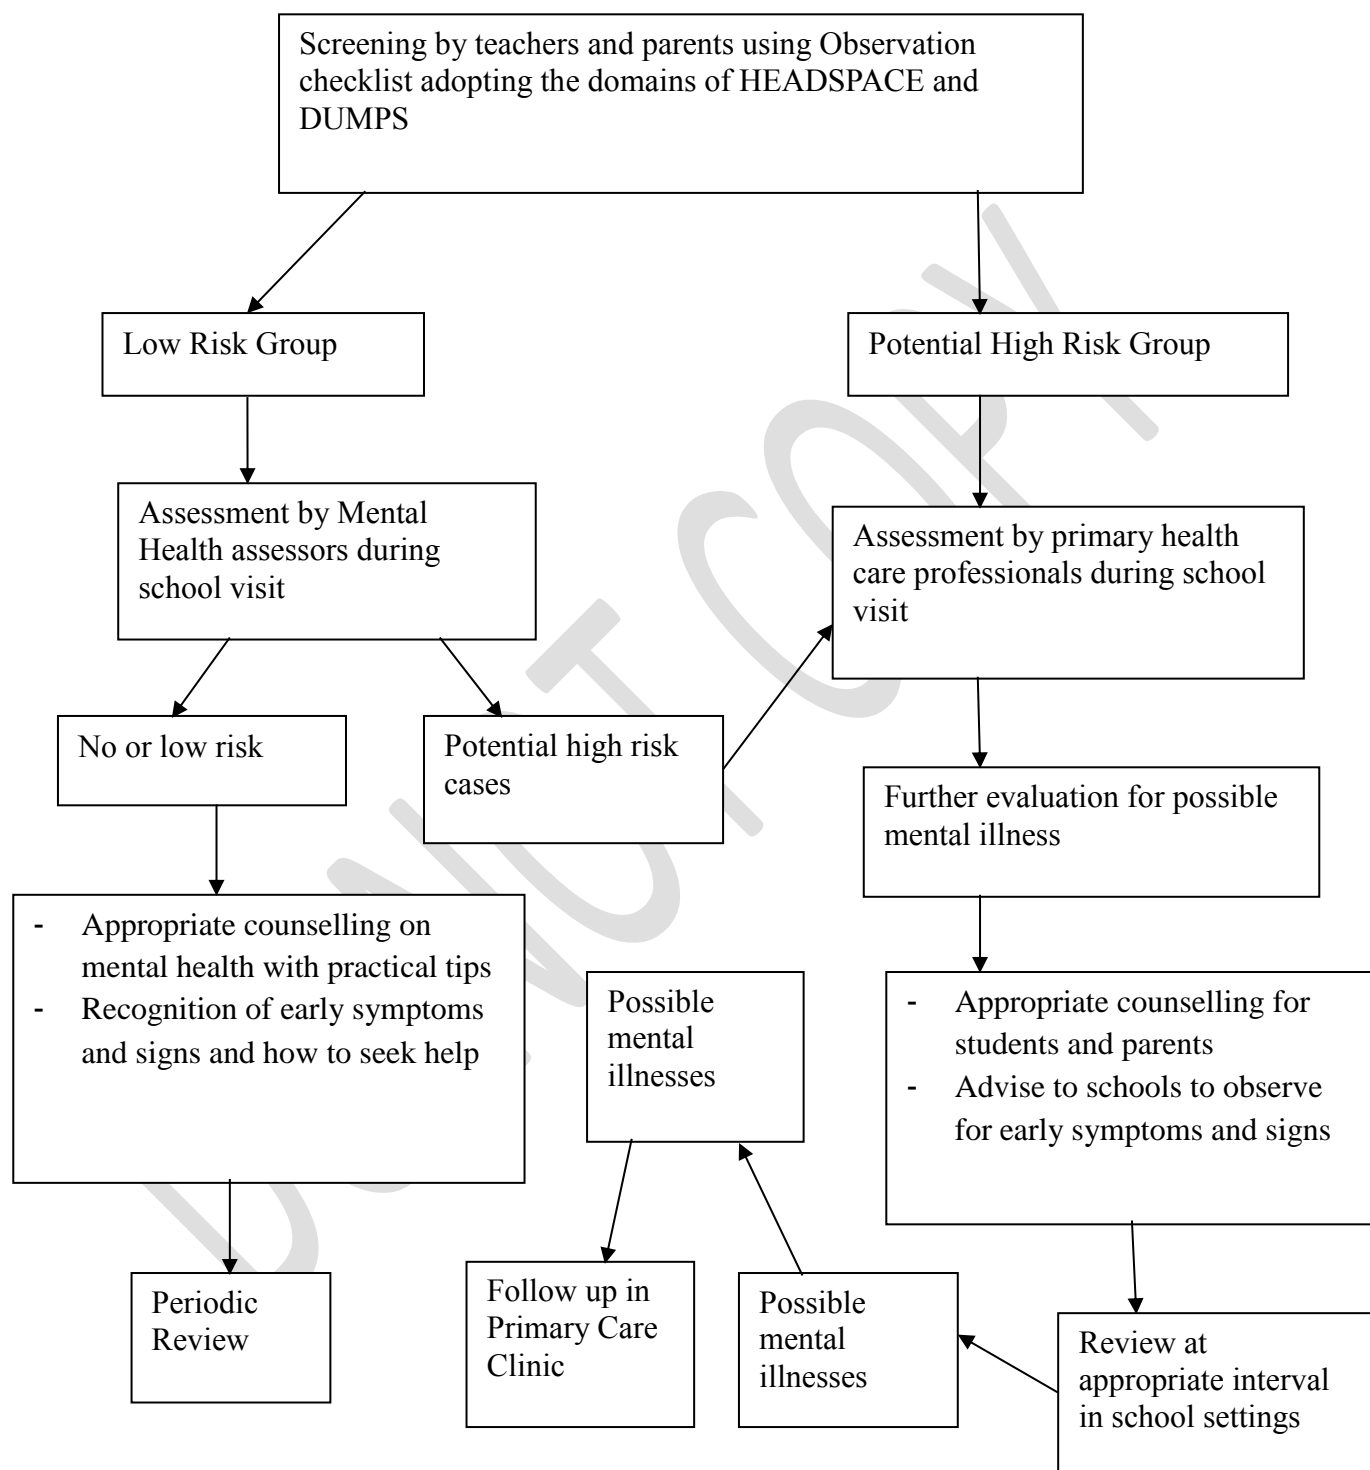 Screening by teachers and parents using Observation
checklist adopting the domains of HEADSPACE and
DUMPS
Low Risk Group
Potential High Risk Group
Assessment by Mental
Health assessors during
school visit
Assessment by primary health
care professionals during school
visit
No or low risk
Potential high risk
cases
Further evaluation for possible
mental illness
- Appropriate counselling on
mental health with practical tips
- Recognition of early symptoms
and signs and how to seek help
Possible
mental
illnesses
- Appropriate counselling for
students and parents
- Advise to schools to observe
for early symptoms and signs
Periodic
Review
Follow up in
Primary Care
Clinic
Possible
mental
illnesses
Review at
appropriate interval
in school settings
DO NOT COPY